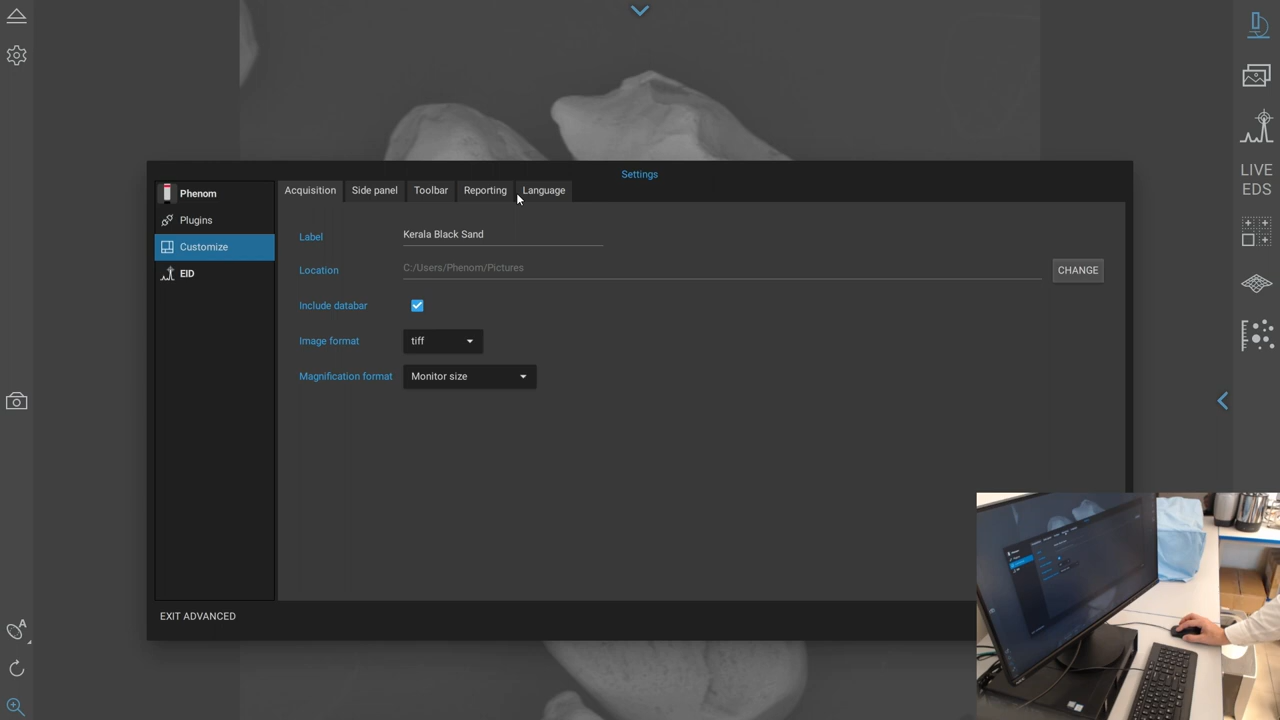 Settings
Phenom
Plugins
Customize
EID
EXIT ADVANCED
Acquisition
Side panel
Toolbar
Reporting
Language
Label
Kerala Black Sand
Location
C:/Users/Phenom/Pictures
CHANGE
Include databar
Image format
tiff
Magnification format
Monitor size
LIVE
EDS